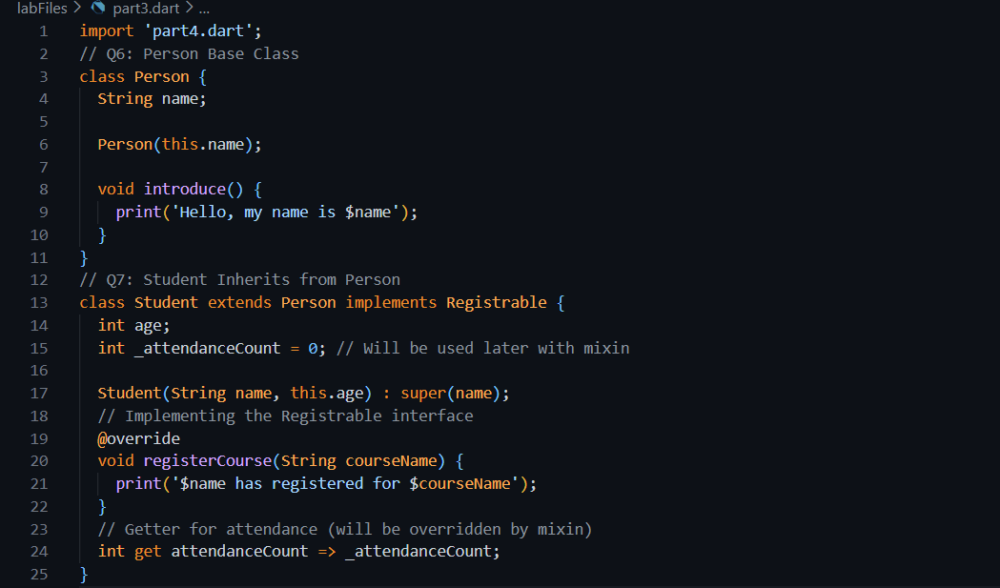 labFiles > part3.dart > ...
1 import 'part4.dart';
2 // Q6: Person Base Class
3 class Person {
4   String name;
5
6   Person(this.name);
7
8   void introduce() {
9     print('Hello, my name is $name');
10   }
11 }
12 // Q7: Student Inherits from Person
13 class Student extends Person implements Registrable {
14   int age;
15   int _attendanceCount = 0; // Will be used later with mixin
16
17   Student(String name, this.age) : super(name);
18   // Implementing the Registrable interface
19   @override
20   void registerCourse(String courseName) {
21     print('$name has registered for $courseName');
22   }
23   // Getter for attendance (will be overridden by mixin)
24   int get attendanceCount => _attendanceCount;
25 }